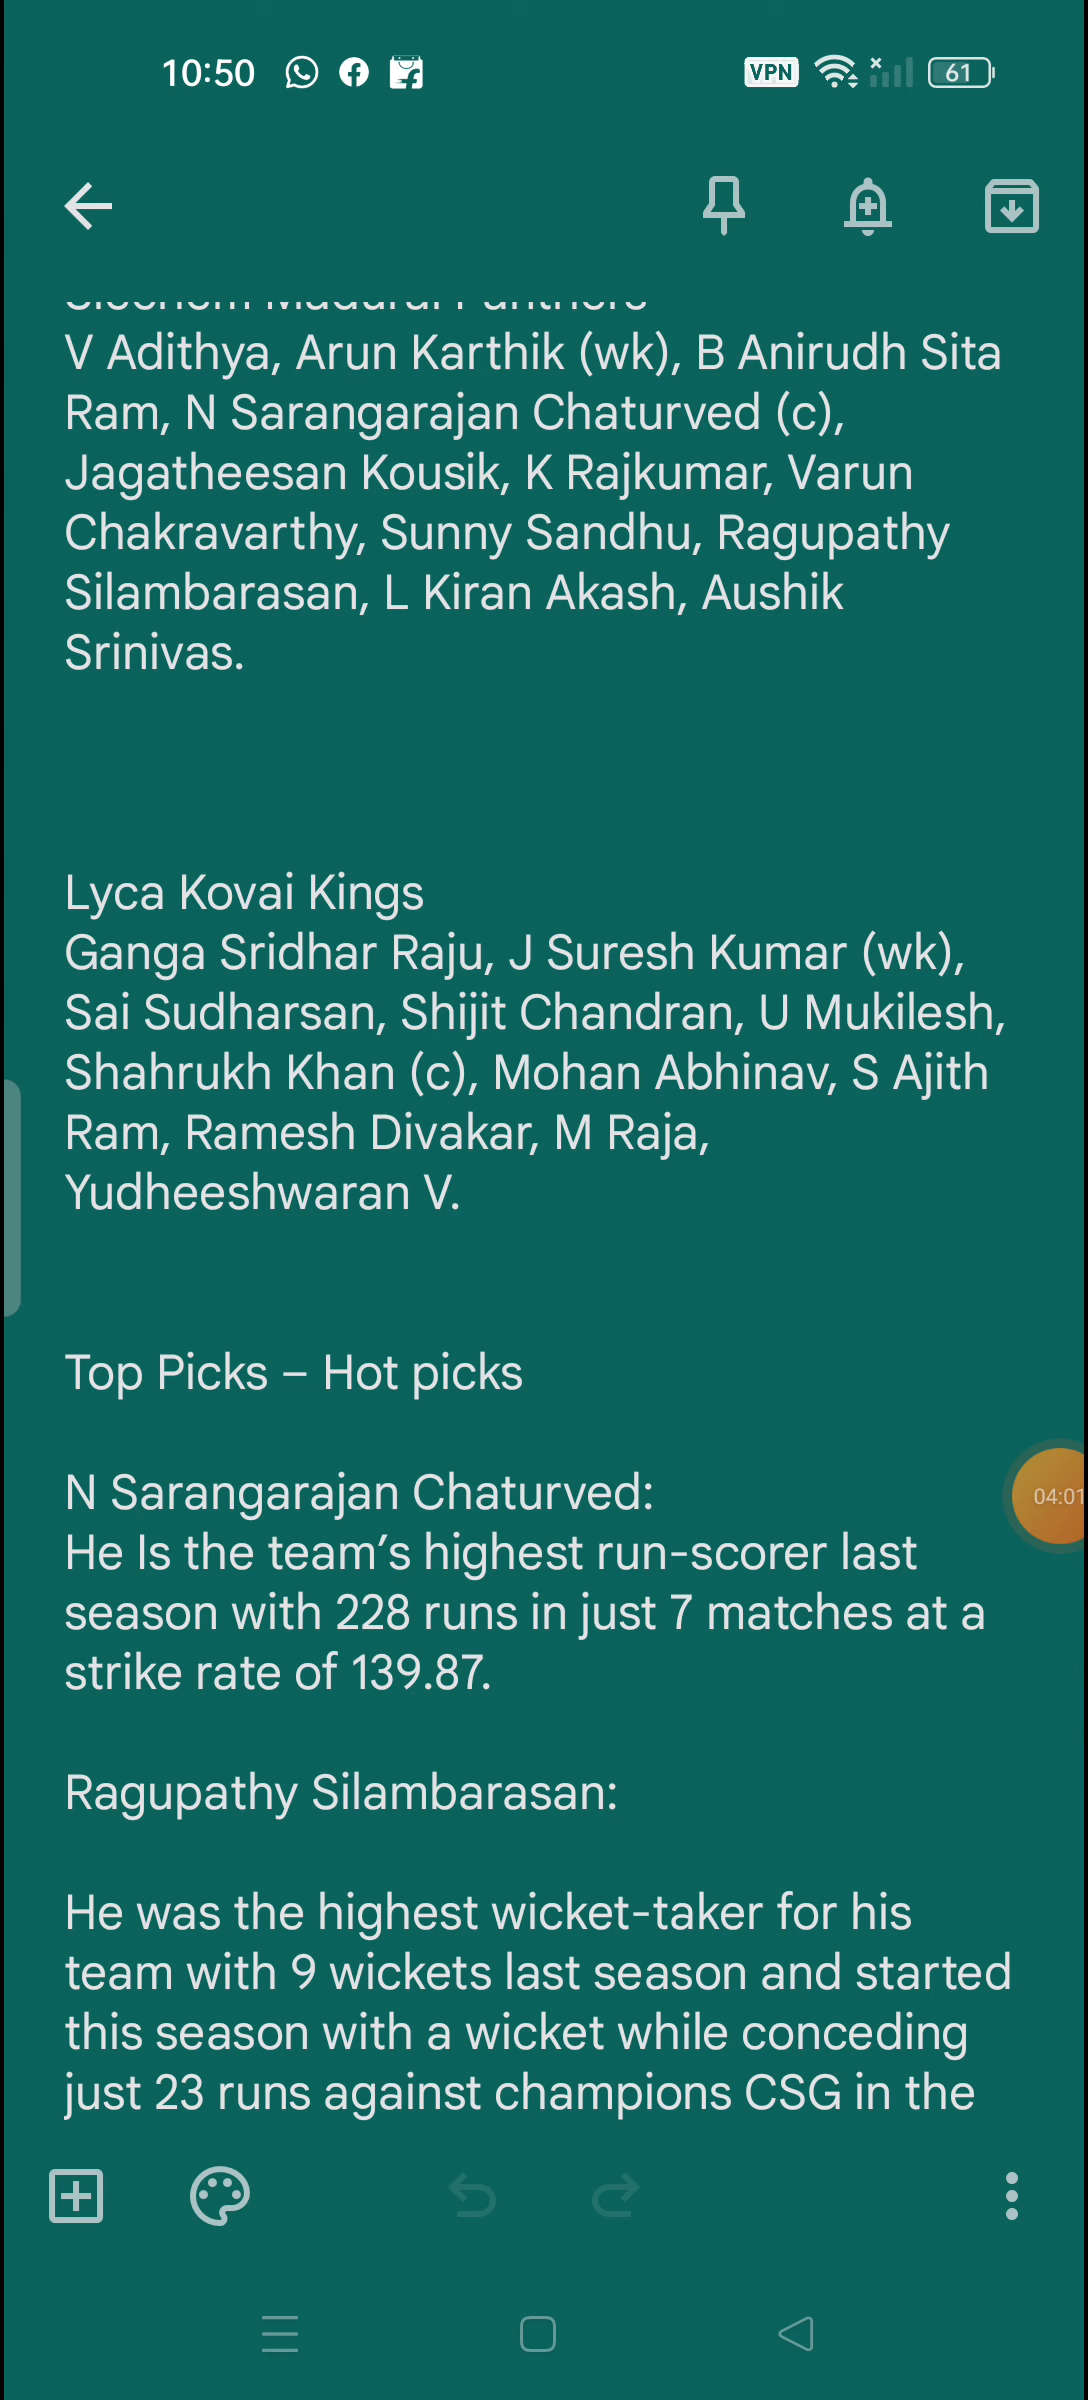 10:50
VPN
61
V Adithya, Arun Karthik (wk), B Anirudh Sita
Ram, N Sarangarajan Chaturved (c),
Jagatheesan Kousik, K Rajkumar, Varun
Chakravarthy, Sunny Sandhu, Ragupathy
Silambarasan, L Kiran Akash, Aushik
Srinivas.
Lyca Kovai Kings
Ganga Sridhar Raju, J Suresh Kumar (wk),
Sai Sudharsan, Shijit Chandran, U Mukilesh,
Shahrukh Khan (c), Mohan Abhinav, S Ajith
Ram, Ramesh Divakar, M Raja,
Yudheeshwaran V.
Top Picks – Hot picks
N Sarangarajan Chaturved:
He Is the team’s highest run-scorer last
season with 228 runs in just 7 matches at a
strike rate of 139.87.
04:01
Ragupathy Silambarasan:
He was the highest wicket-taker for his
team with 9 wickets last season and started
this season with a wicket while conceding
just 23 runs against champions CSG in the